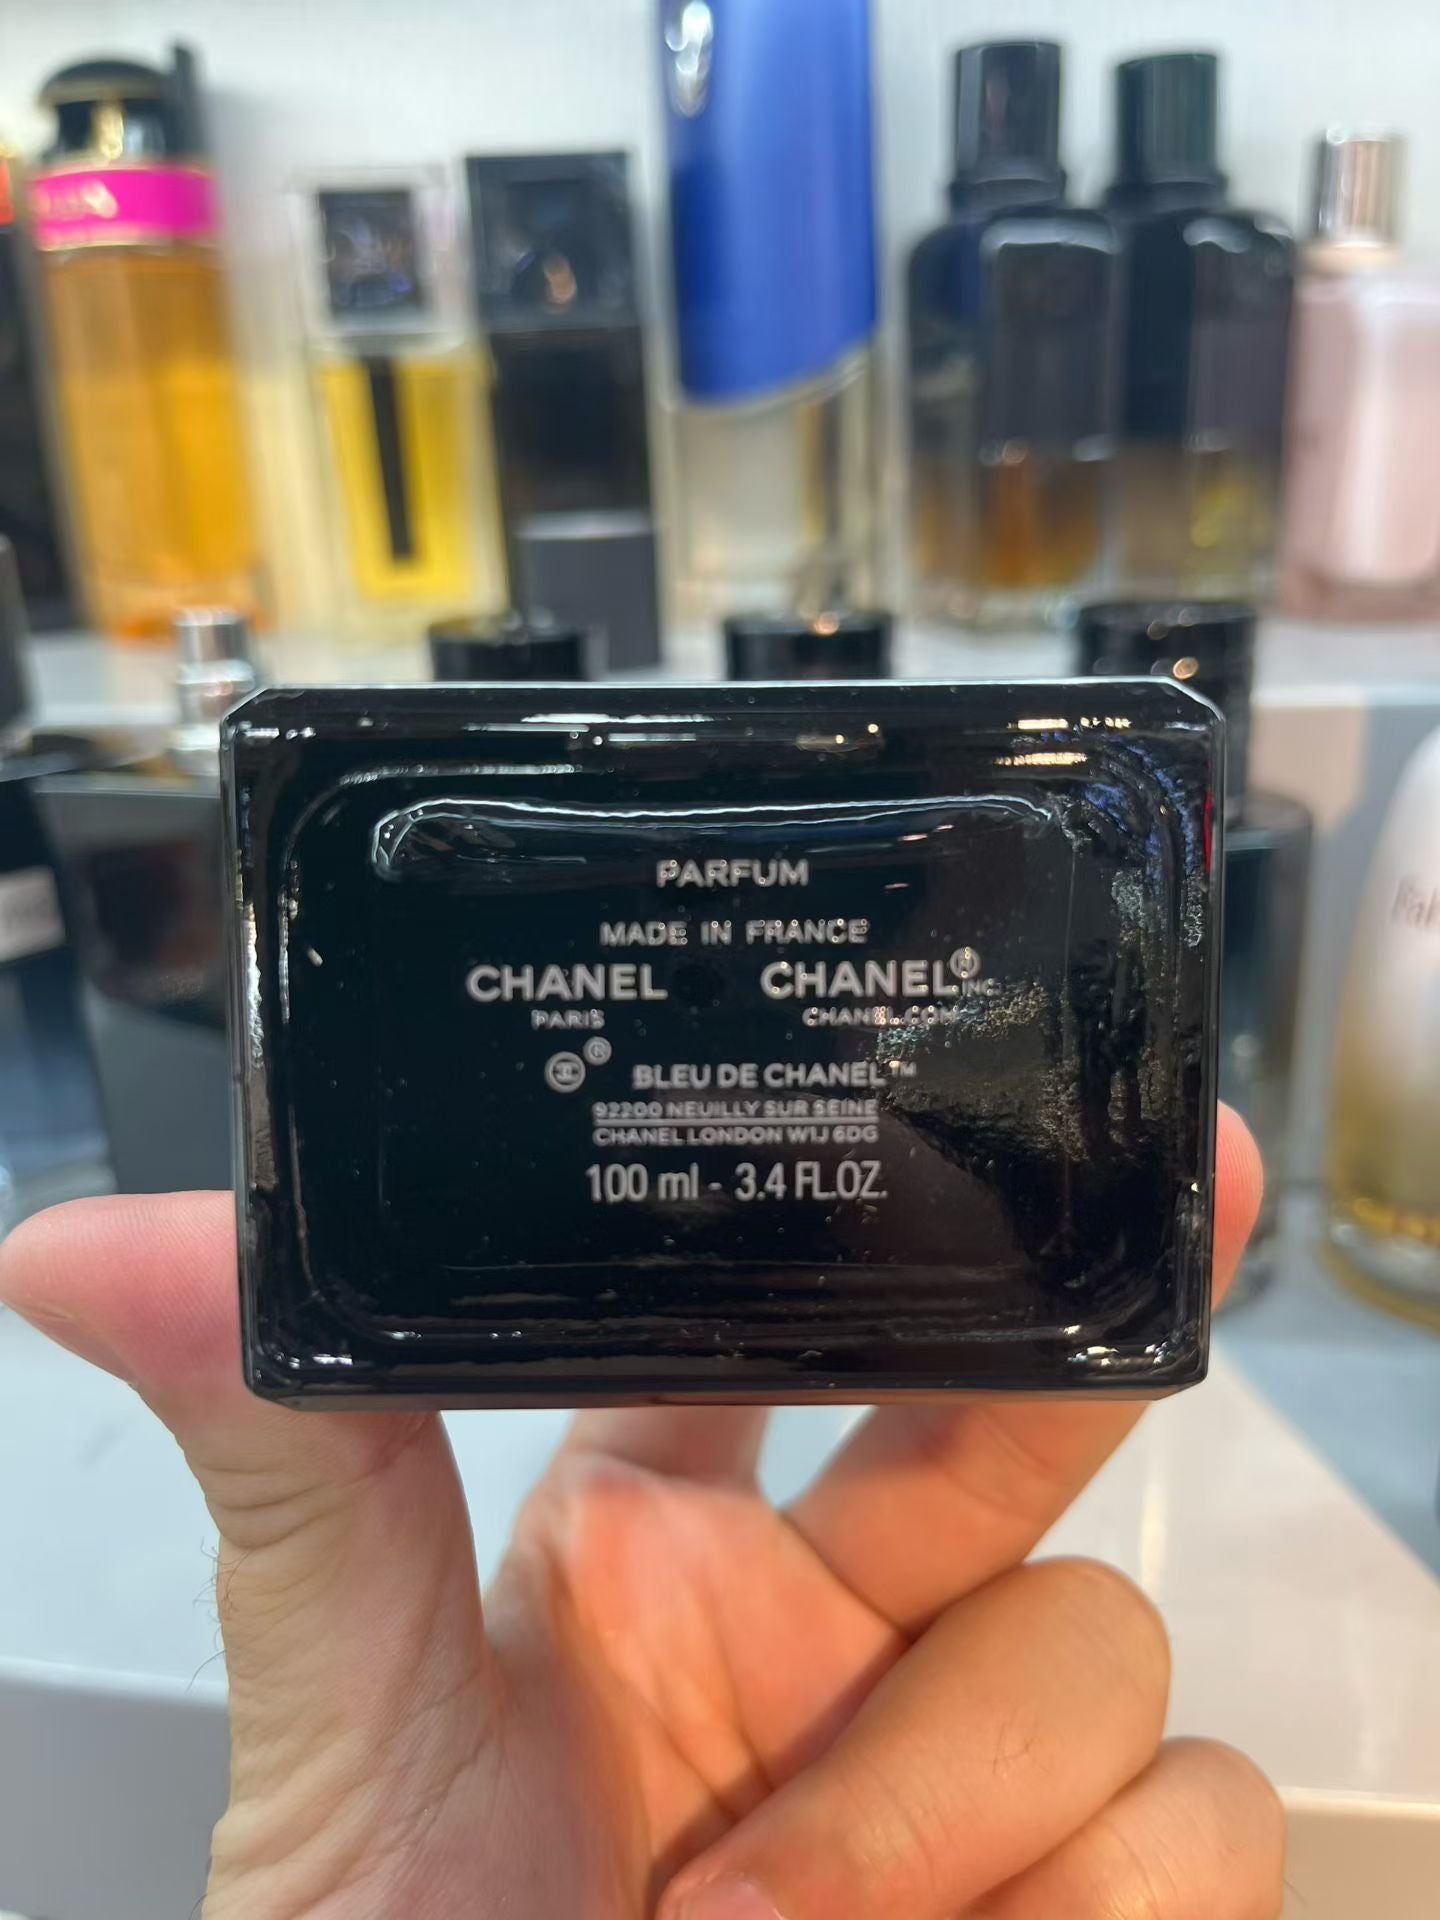 PARFUM
MADE IN FRANCE
CHANEL CHANEL® INC.
PARIS CHANEL.COM
® BLEU DE CHANEL™
92200 NEUILLY SUR SEINE
CHANEL LONDON W1J 6DG
100 ml - 3.4 FL.OZ.